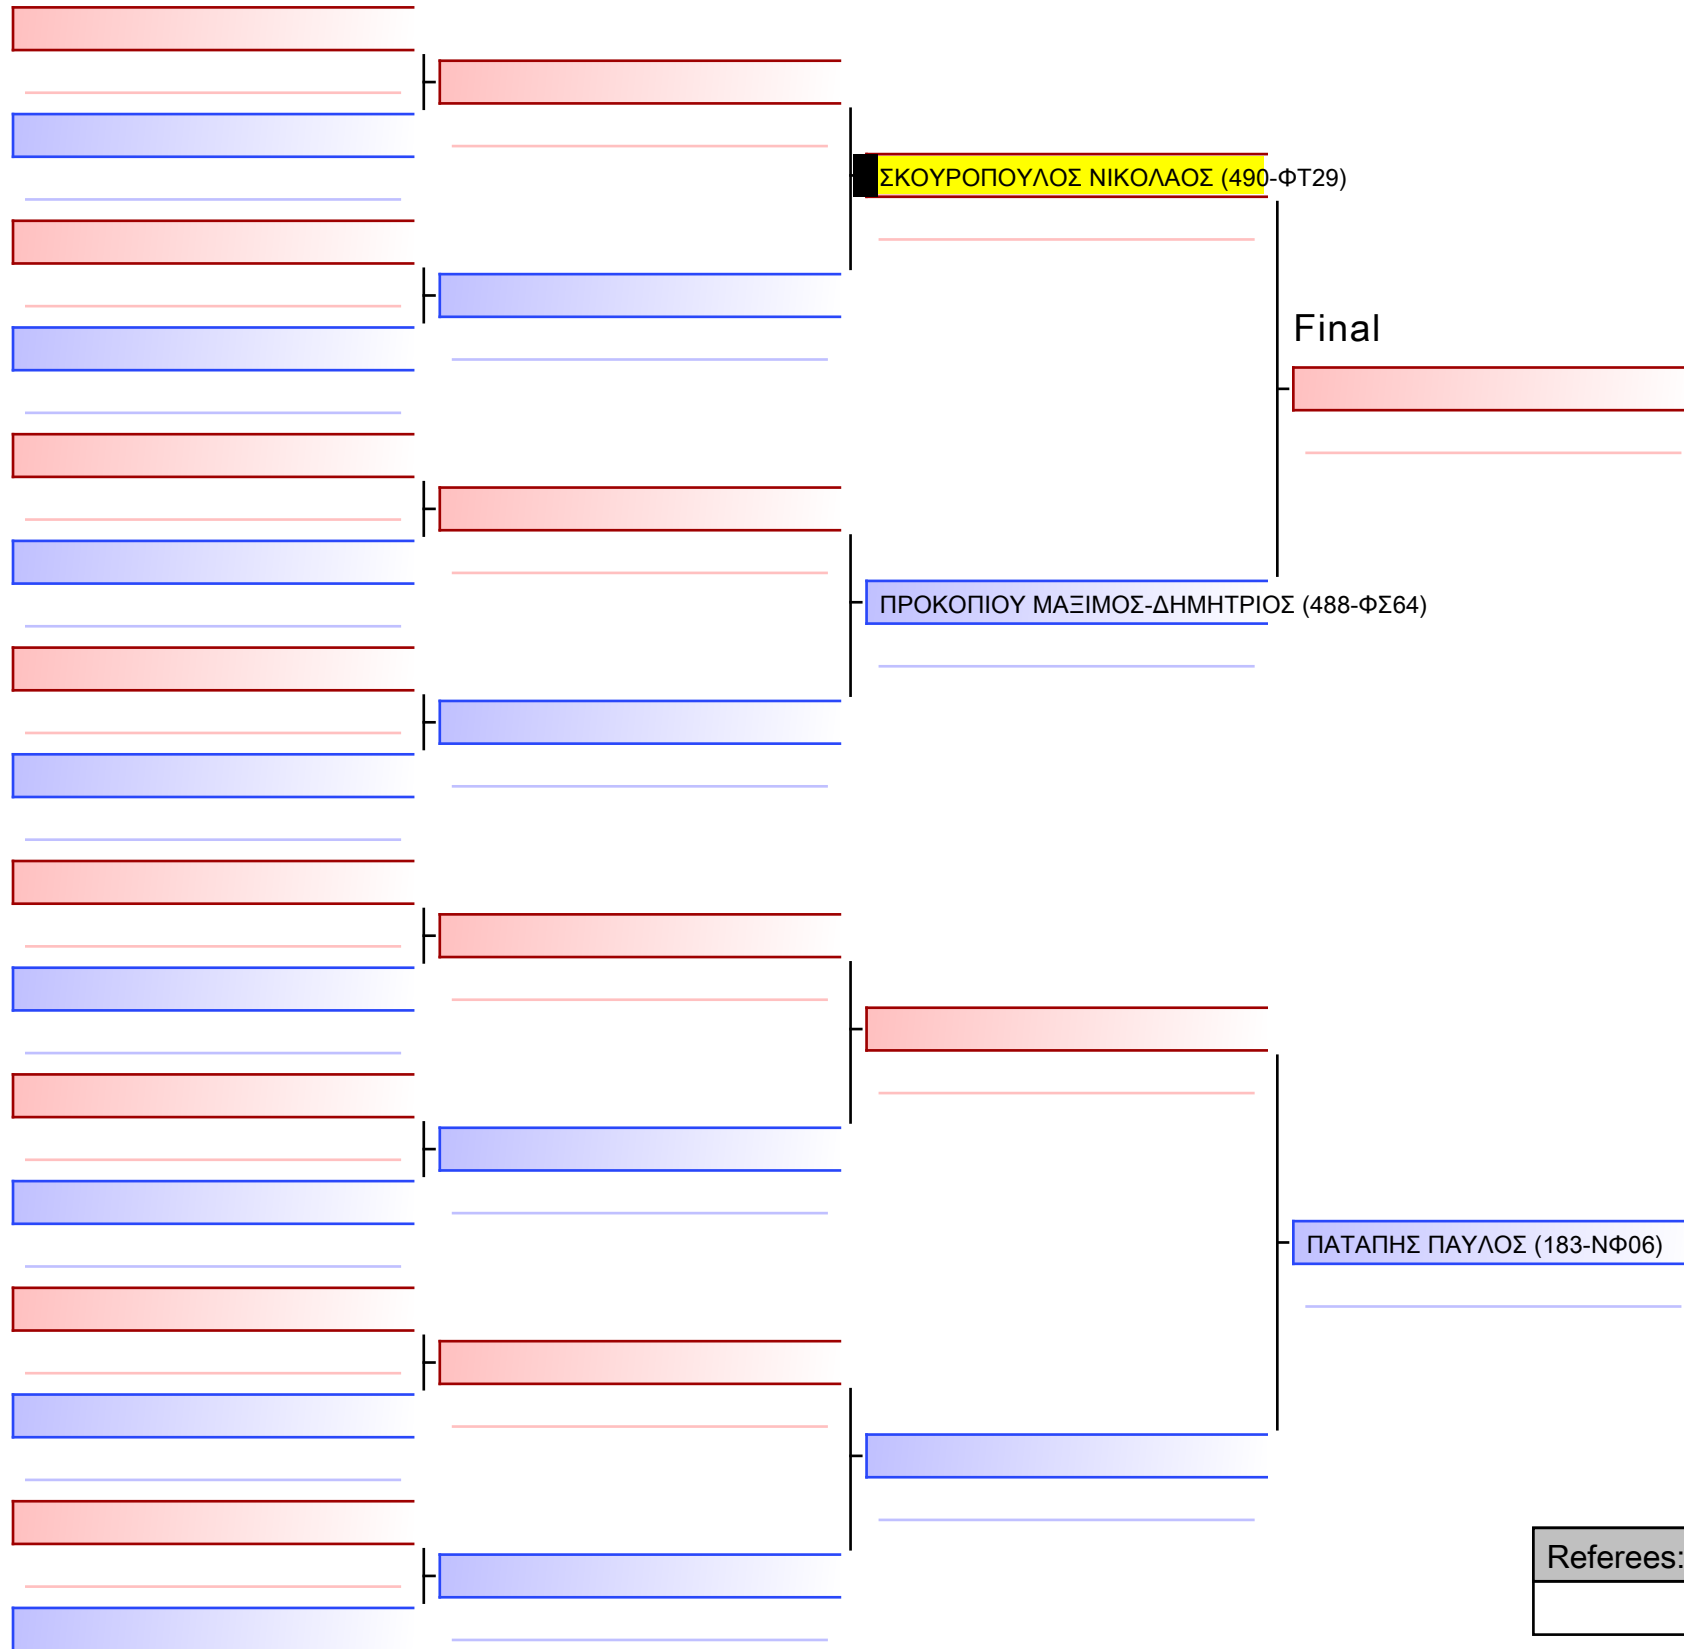 ΣΚΟΥΡΟΠΟΥΛΟΣ ΝΙΚΟΛΑΟΣ (490-ΦΤ29)
Final
ΠΡΟΚΟΠΙΟΥ ΜΑΞΙΜΟΣ-ΔΗΜΗΤΡΙΟΣ (488-ΦΣ64)
ΠΑΤΑΠΗΣ ΠΑΥΛΟΣ (183-ΝΦ06)
Referees: